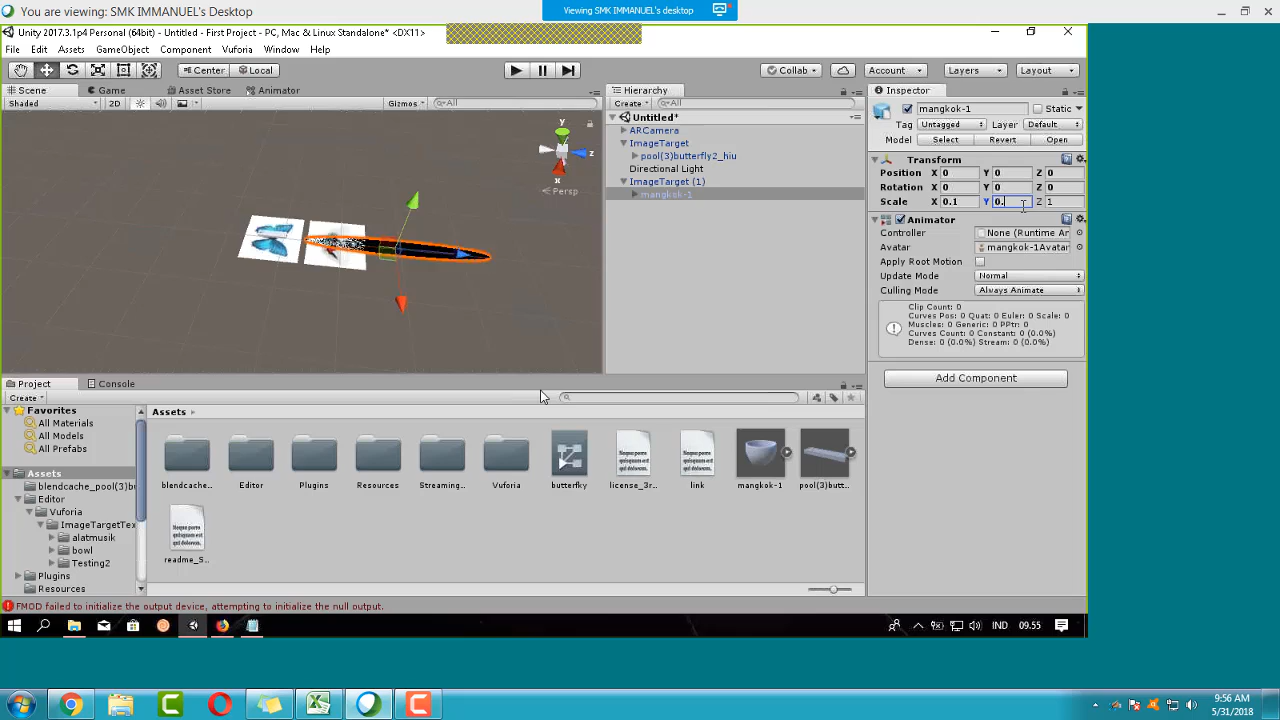 You are viewing: SMK IMMANUEL's Desktop
Viewing SMK IMMANUEL's desktop
Unity 2017.3.1p4 Personal (64bit) - Untitled - First Project - PC, Mac & Linux Standalone* <DX11>
File Edit Assets GameObject Component Vuforia Window Help
Center Local Collab Account Layers Layout
Scene Game Asset Store Animator
Shaded 2D Gizmos All
y
z
x
Persp
Hierarchy
Create All
Untitled*
ARCamera
ImageTarget
pool(3)butterfly2_hiu
Directional Light
ImageTarget (1)
mangkok-1
Inspector
mangkok-1 Static
Tag Untagged Layer Default
Model Select Revert Open
Transform
Position X 0 Y 0 Z 0
Rotation X 0 Y 0 Z 0
Scale X 0.1 Y 0. Z 1
Animator
Controller None (Runtime An
Avatar mangkok-1Avatar
Apply Root Motion
Update Mode Normal
Culling Mode Always Animate
Clip Count: 0
Curves Pos: 0 Quat: 0 Euler: 0 Scale: 0
Muscles: 0 Generic: 0 PPtr: 0
Curves Count: 0 Constant: 0 (0.0%)
Dense: 0 (0.0%) Stream: 0 (0.0%)
Add Component
Project Console
Create
Favorites
All Materials
All Models
All Prefabs
Assets
blendcache_pool(3)b
Editor
Vuforia
ImageTargetTex
alatmusik
bowl
Testing2
Plugins
Resources
Assets
blendcache... Editor Plugins Resources Streaming... Vuforia butterfky license_3r... link mangkok-1 pool(3)butt...
readme_S...
FMOD failed to initialize the output device, attempting to initialize the null output.
IND 09.55
9:56 AM
5/31/2018